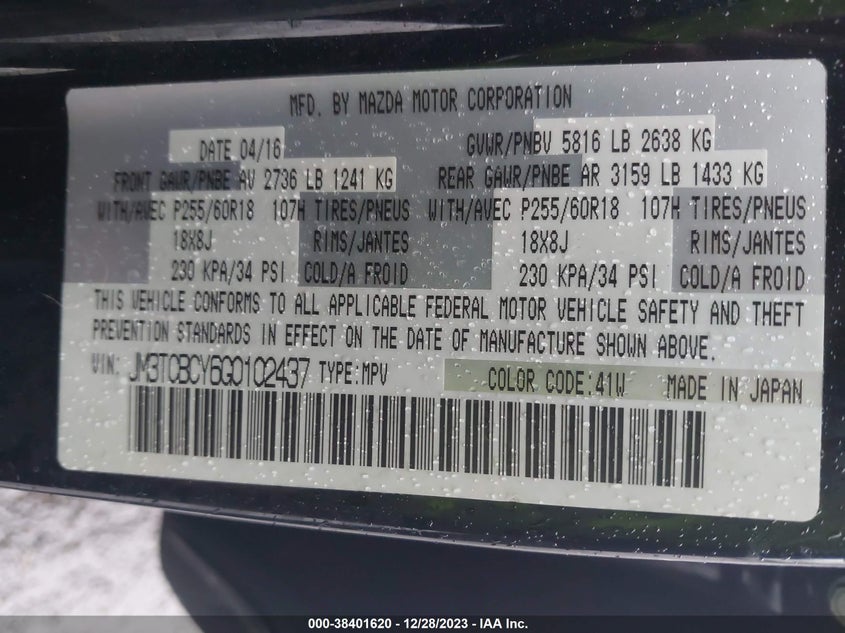 MFD. BY MAZDA MOTOR CORPORATION
DATE 04/16 GVWR/PNBV 5816 LB 2638 KG
FRONT GAWR/PNBE AV 2736 LB 1241 KG REAR GAWR/PNBE AR 3159 LB 1433 KG
WITH/AVEC P255/60R18 107H TIRES/PNEUS WITH/AVEC P255/60R18 107H TIRES/PNEUS
18X8J RIMS/JANTES 18X8J RIMS/JANTES
230 KPA/34 PSI COLD/A FROID 230 KPA/34 PSI COLD/A FROID
THIS VEHICLE CONFORMS TO ALL APPLICABLE FEDERAL MOTOR VEHICLE SAFETY AND THEFT
PREVENTION STANDARDS IN EFFECT ON THE DATE OF MANUFACTURE SHOWN ABOVE.
VIN: JM3TCBCY6G0102437 TYPE:MPV COLOR CODE:41W MADE IN JAPAN
000-38401620 - 12/28/2023 - IAA Inc.